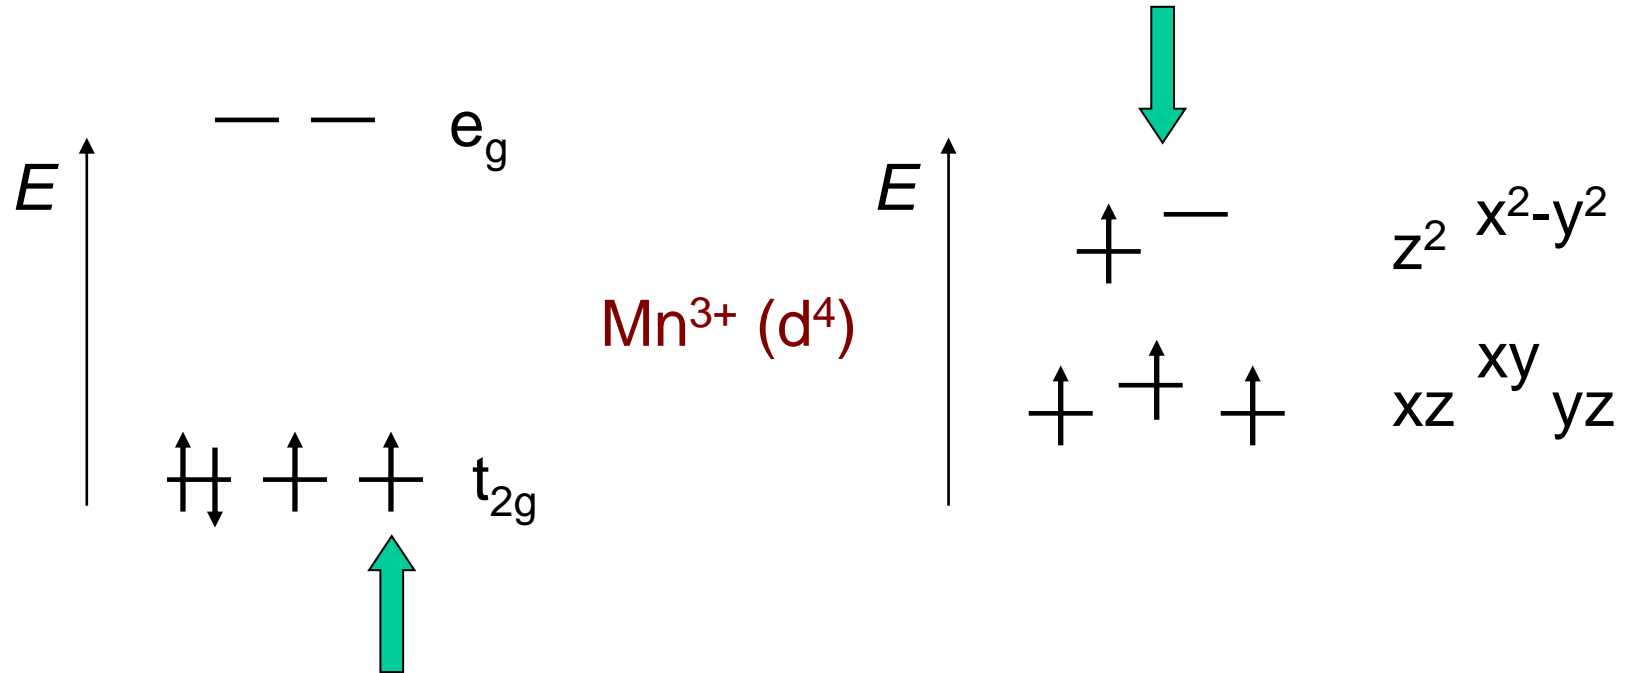 e_g
E
t_2g
Mn³⁺ (d⁴)
E
z² x²-y²
xz xy yz